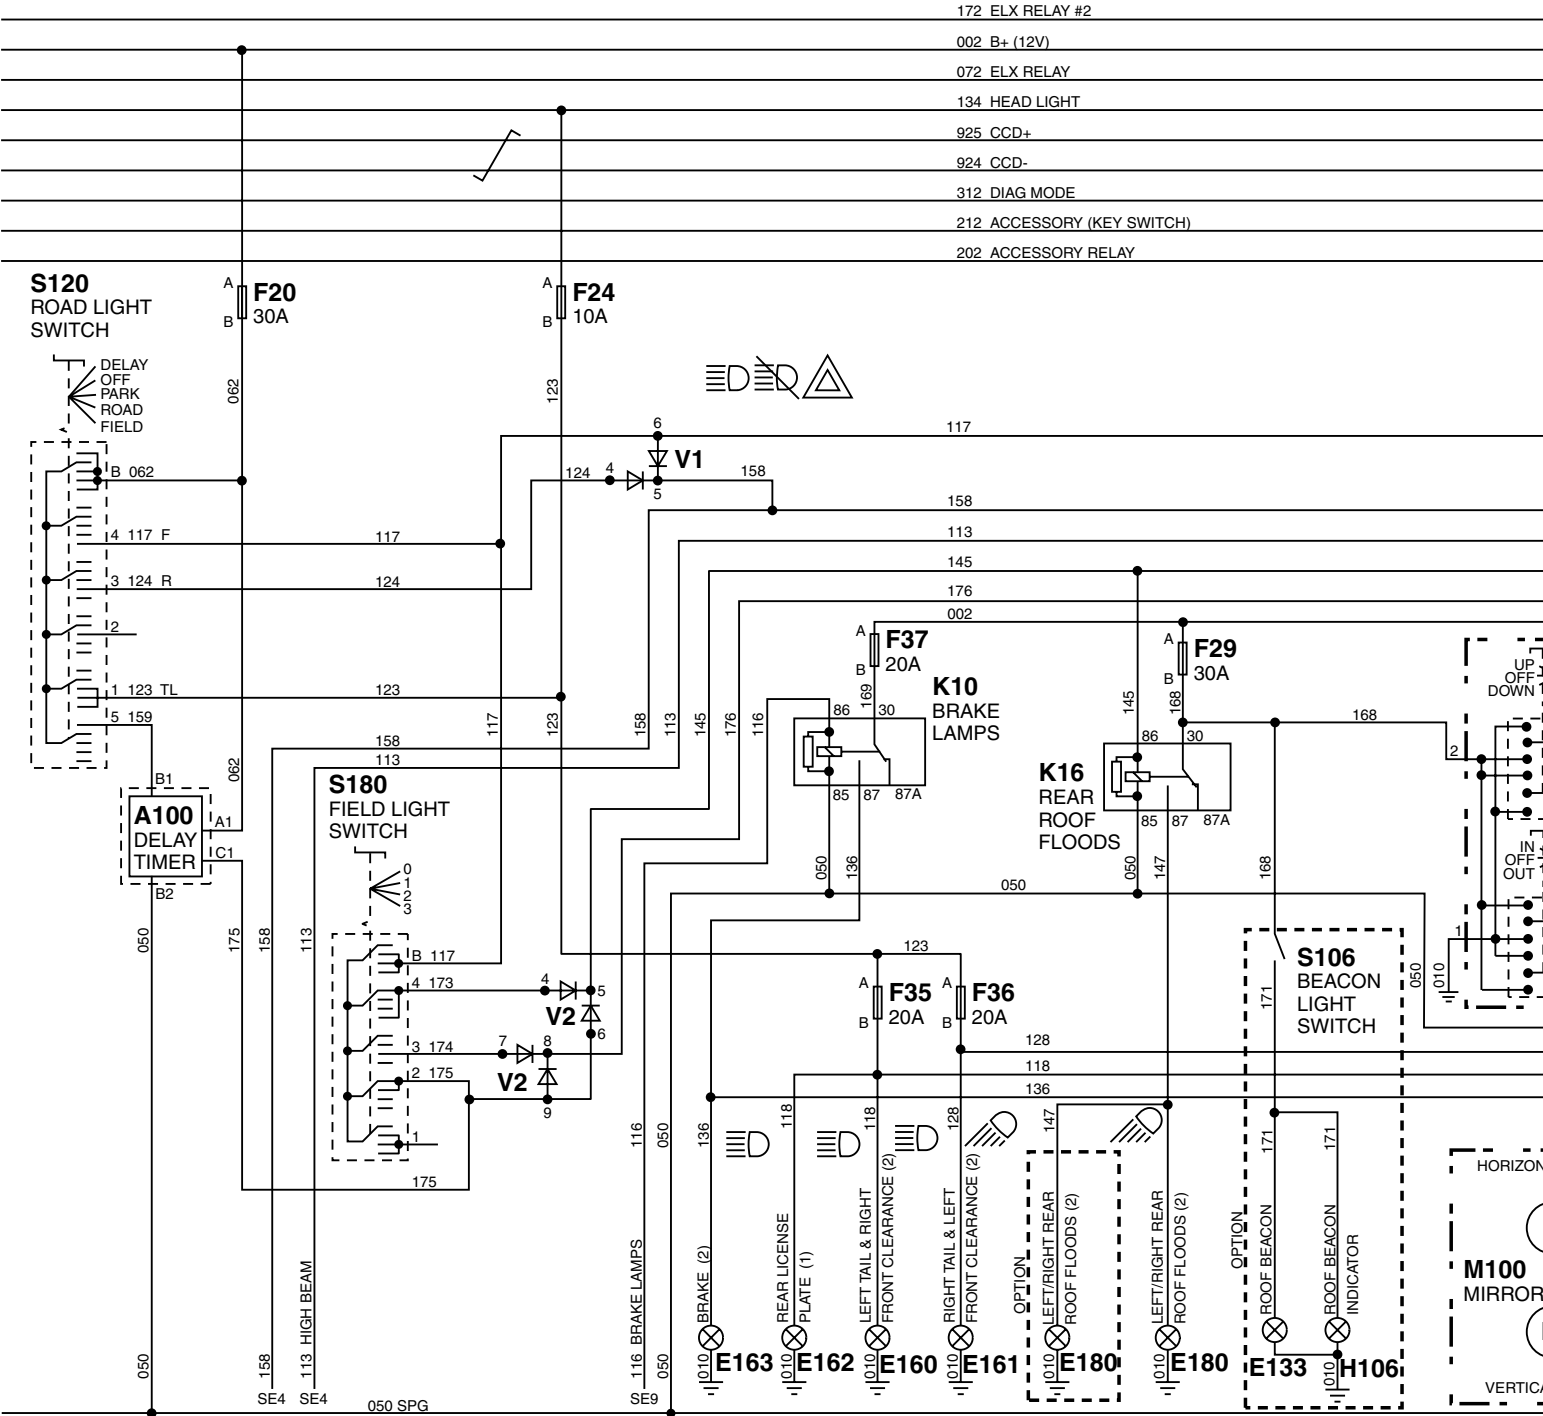 172 ELX RELAY #2
002 B+ (12V)
072 ELX RELAY
134 HEAD LIGHT
925 CCD+
924 CCD-
312 DIAG MODE
212 ACCESSORY (KEY SWITCH)
202 ACCESSORY RELAY
S120
ROAD LIGHT
SWITCH
A
B
F20
30A
A
B
F24
10A
DELAY
OFF
PARK
ROAD
FIELD
062
123
B 062
4 117 F
117
3 124 R
124
2
1 123 TL
123
5 159
6
117
V1
124
4
5
158
158
113
145
176
002
158
113
062
117
123
158
113
145
176
116
A
B
F37
20A
169
K10
BRAKE
LAMPS
86
30
85
87
87A
A
B
F29
30A
145
168
168
K16
REAR
ROOF
FLOODS
86
30
85
87
87A
UP
OFF
DOWN
2
IN
OFF
OUT
1
010
B1
A100
DELAY
TIMER
A1
C1
B2
S180
FIELD LIGHT
SWITCH
0
1
2
3
050
136
050
147
168
050
050
175
158
113
B 117
4 173
4
5
V2
6
3 174
7
8
2 175
V2
9
1
175
123
A
B
F35
20A
A
B
F36
20A
S106
BEACON
LIGHT
SWITCH
171
050
128
118
136
116
050
136
118
118
128
147
171
171
050
158
SE4
113 HIGH BEAM
SE4
116 BRAKE LAMPS
SE9
050
050 SPG
BRAKE (2)
010
E163
REAR LICENSE
PLATE (1)
010
E162
LEFT TAIL & RIGHT
FRONT CLEARANCE (2)
010
E160
RIGHT TAIL & LEFT
FRONT CLEARANCE (2)
010
E161
OPTION
LEFT/RIGHT REAR
ROOF FLOODS (2)
010
E180
LEFT/RIGHT REAR
ROOF FLOODS (2)
010
E180
OPTION
ROOF BEACON
E133
ROOF BEACON
INDICATOR
010
H106
HORIZON
M100
MIRROR
VERTICA